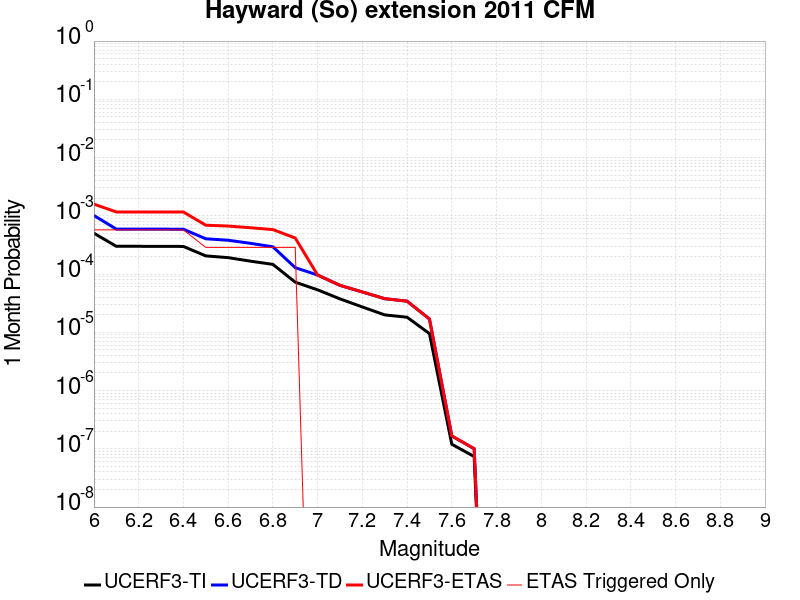 Hayward (So) extension 2011 CFM
10^0
10^-1
10^-2
10^-3
10^-4
10^-5
10^-6
10^-7
10^-8
1 Month Probability
6 6.2 6.4 6.6 6.8 7 7.2 7.4 7.6 7.8 8 8.2 8.4 8.6 8.8 9
Magnitude
UCERF3-TI UCERF3-TD UCERF3-ETAS ETAS Triggered Only